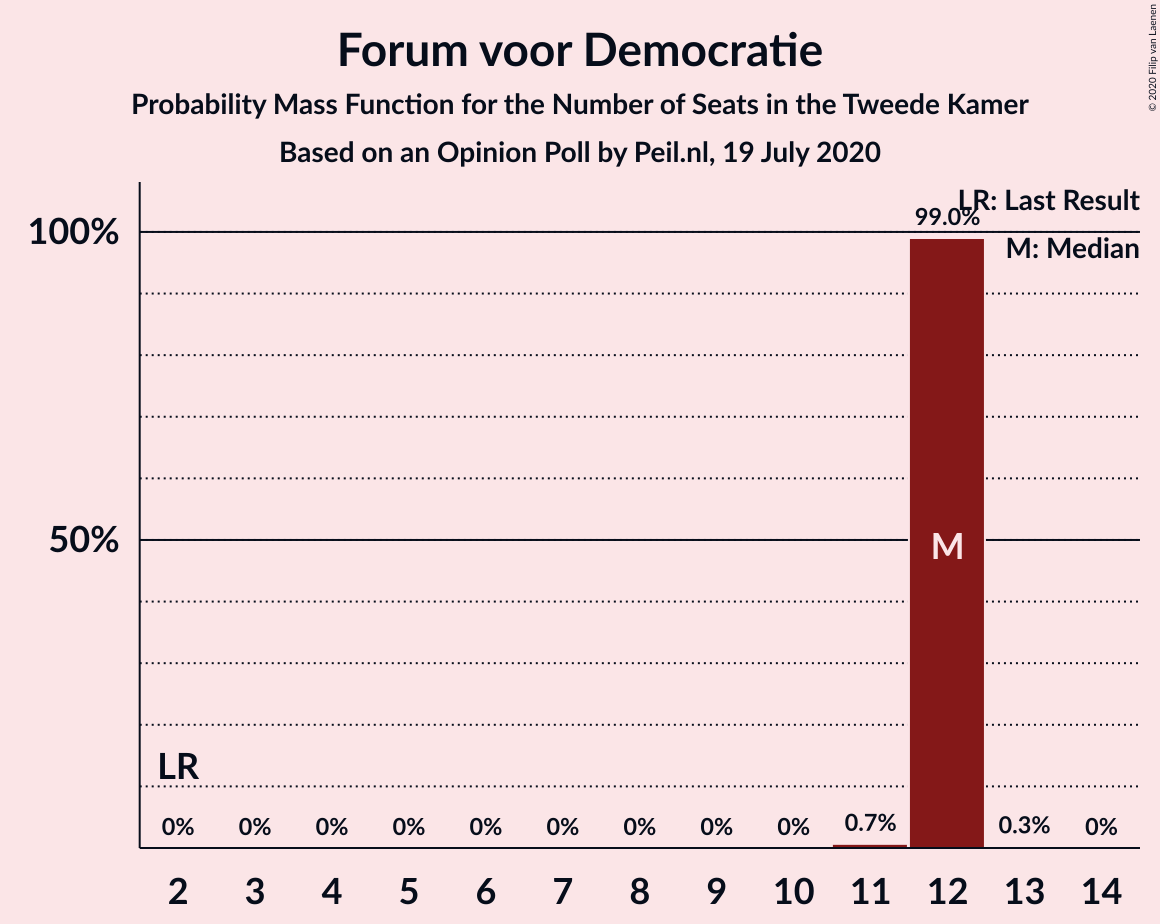 Forum voor Democratie
Probability Mass Function for the Number of Seats in the Tweede Kamer
Based on an Opinion Poll by Peil.nl, 19 July 2020
© 2020 Filip van Laenen
LR: Last Result
M: Median
100%
50%
99.0%
M
LR
0% 0% 0% 0% 0% 0% 0% 0% 0% 0.7% 0.3% 0%
2 3 4 5 6 7 8 9 10 11 12 13 14